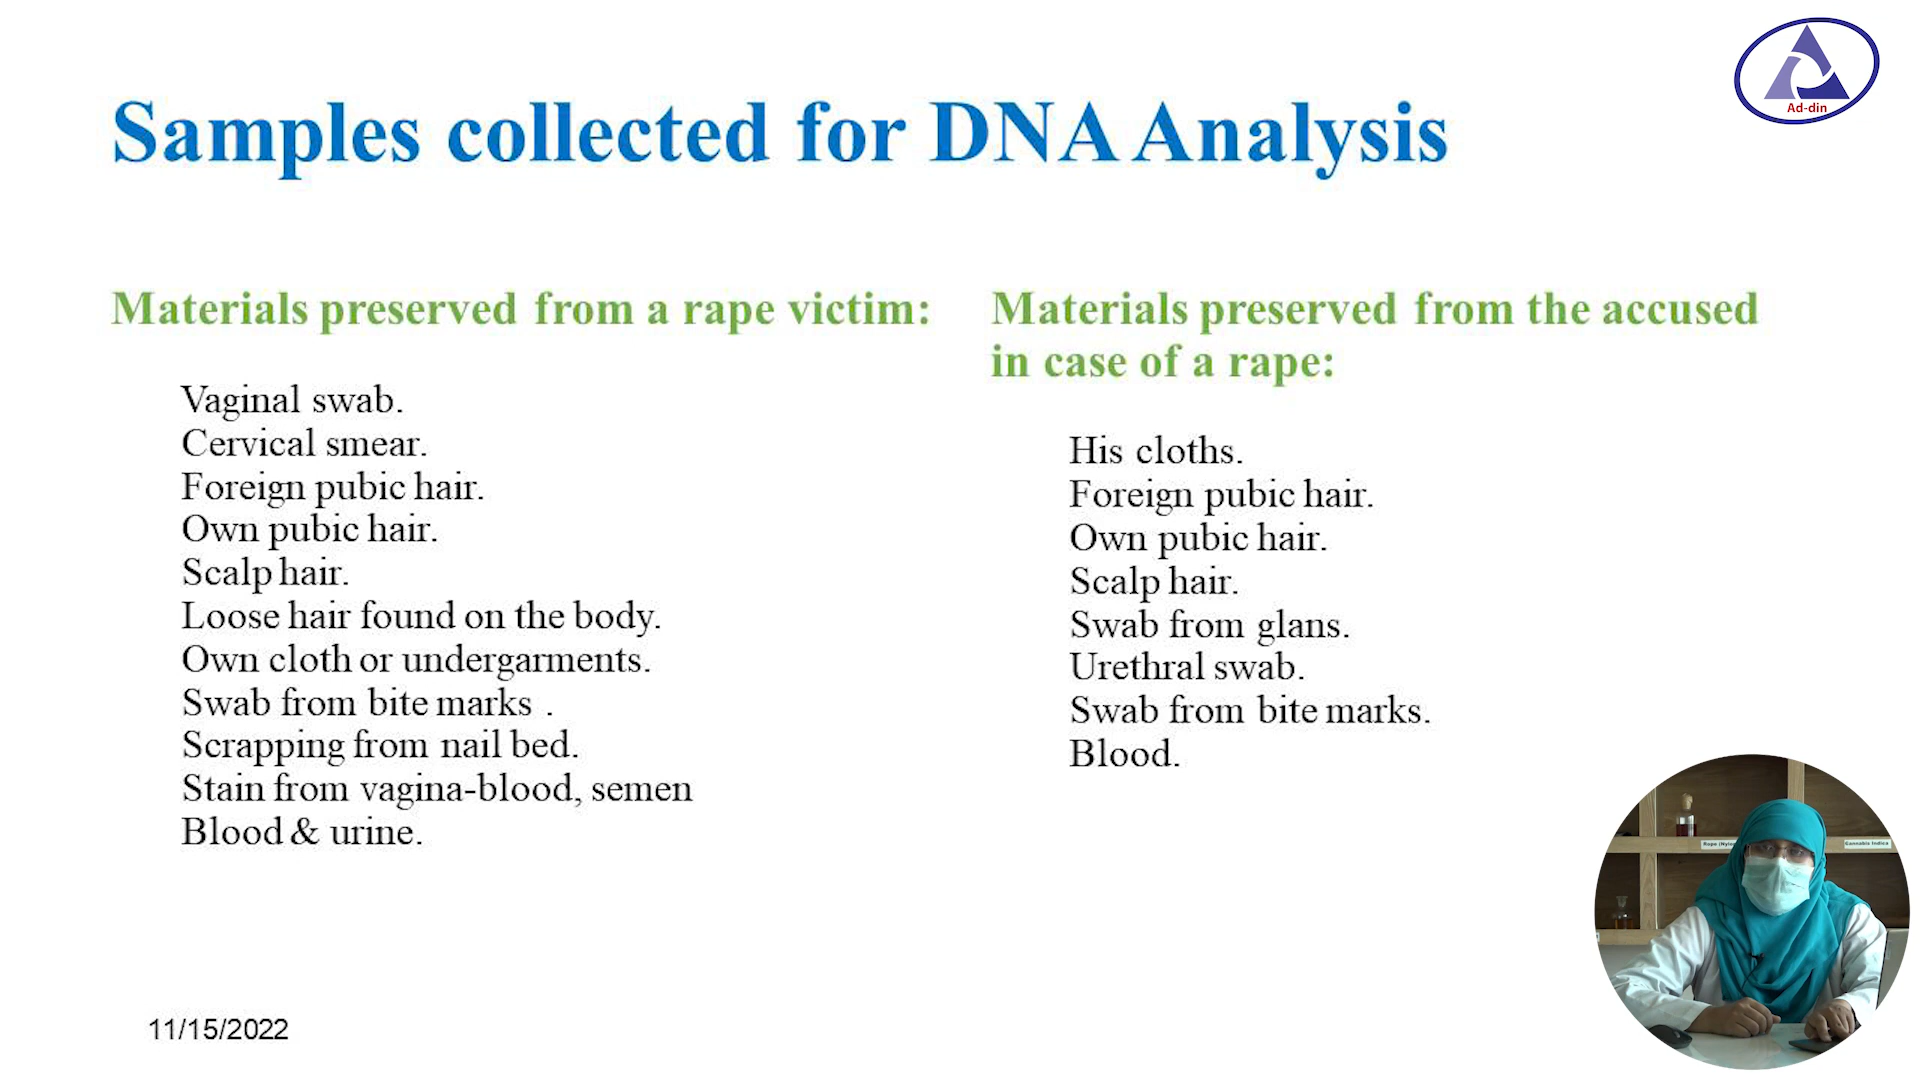 Ad-din
Samples collected for DNA Analysis
Materials preserved from a rape victim:
Vaginal swab.
Cervical smear.
Foreign pubic hair.
Own pubic hair.
Scalp hair.
Loose hair found on the body.
Own cloth or undergarments.
Swab from bite marks .
Scrapping from nail bed.
Stain from vagina-blood, semen
Blood & urine.
Materials preserved from the accused
in case of a rape:
His cloths.
Foreign pubic hair.
Own pubic hair.
Scalp hair.
Swab from glans.
Urethral swab.
Swab from bite marks.
Blood.
Cannabis Indica
11/15/2022